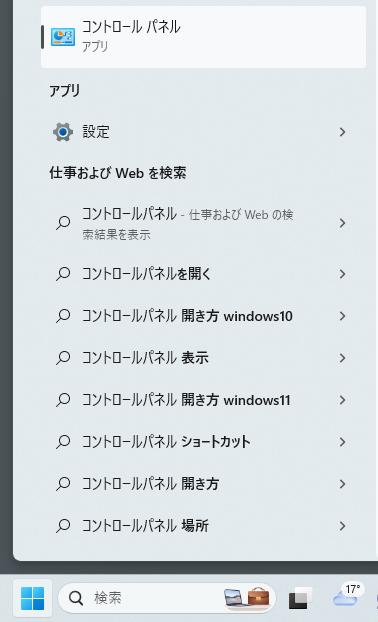 コントロール パネル
アプリ
アプリ
設定
仕事および Web を検索
コントロールパネル - 仕事および Web の検
索結果を表示
コントロールパネルを開く
コントロールパネル 開き方 windows10
コントロールパネル 表示
コントロールパネル 開き方 windows11
コントロールパネル ショートカット
コントロールパネル 開き方
コントロールパネル 場所
検索
17°